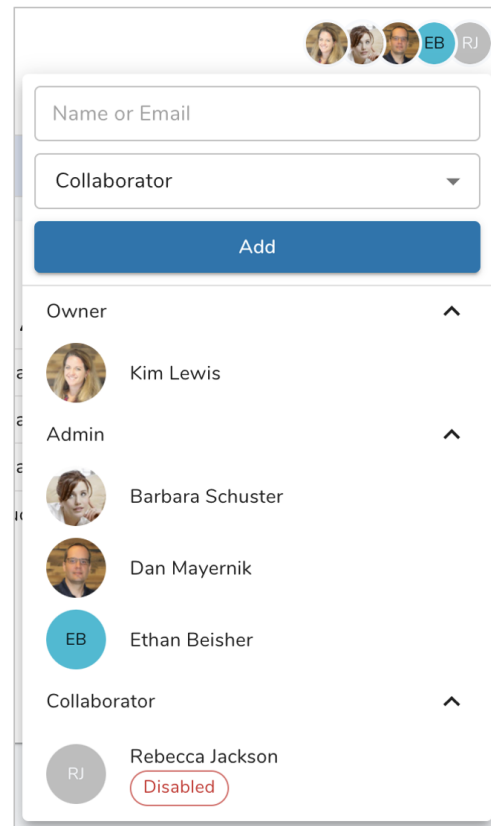 EB RJ
Name or Email
Collaborator
Add
Owner
Kim Lewis
Admin
Barbara Schuster
Dan Mayernik
EB Ethan Beisher
Collaborator
Rebecca Jackson
RJ
Disabled